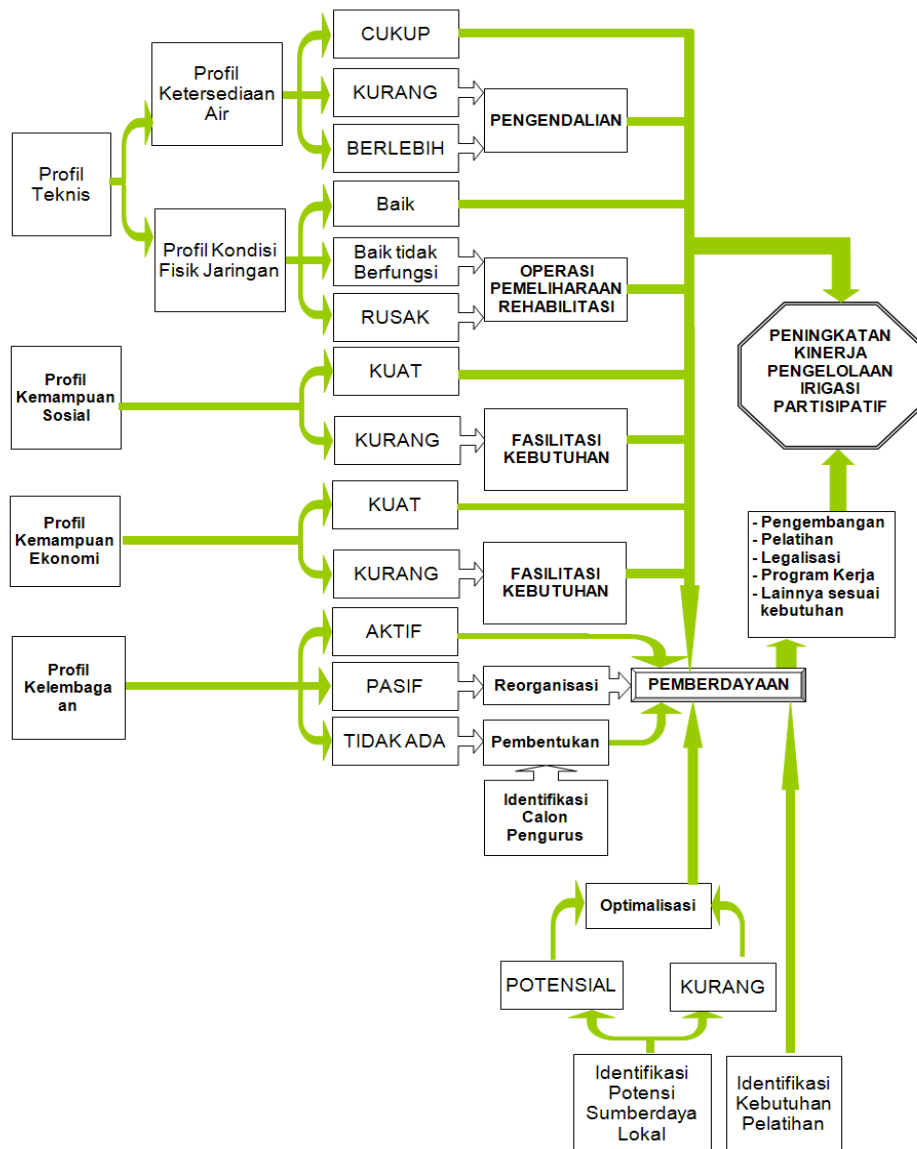 CUKUP
Profil
Ketersediaan
Air
KURANG
PENGENDALIAN
BERLEBIH
Profil
Teknis
Baik
Profil Kondisi
Fisik Jaringan
Baik tidak
Berfungsi
OPERASI
PEMELIHARAAN
REHABILITASI
RUSAK
PENINGKATAN
KINERJA
PENGELOLAAN
IRIGASI
PARTISIPATIF
Profil
Kemampuan
Sosial
KUAT
KURANG
FASILITASI
KEBUTUHAN
Profil
Kemampuan
Ekonomi
KUAT
KURANG
FASILITASI
KEBUTUHAN
- Pengembangan
- Pelatihan
- Legalisasi
- Program Kerja
- Lainnya sesuai
kebutuhan
Profil
Kelembaga
an
AKTIF
PASIF
Reorganisasi
PEMBERDAYAAN
TIDAK ADA
Pembentukan
Identifikasi
Calon
Pengurus
Optimalisasi
POTENSIAL
KURANG
Identifikasi
Potensi
Sumberdaya
Lokal
Identifikasi
Kebutuhan
Pelatihan